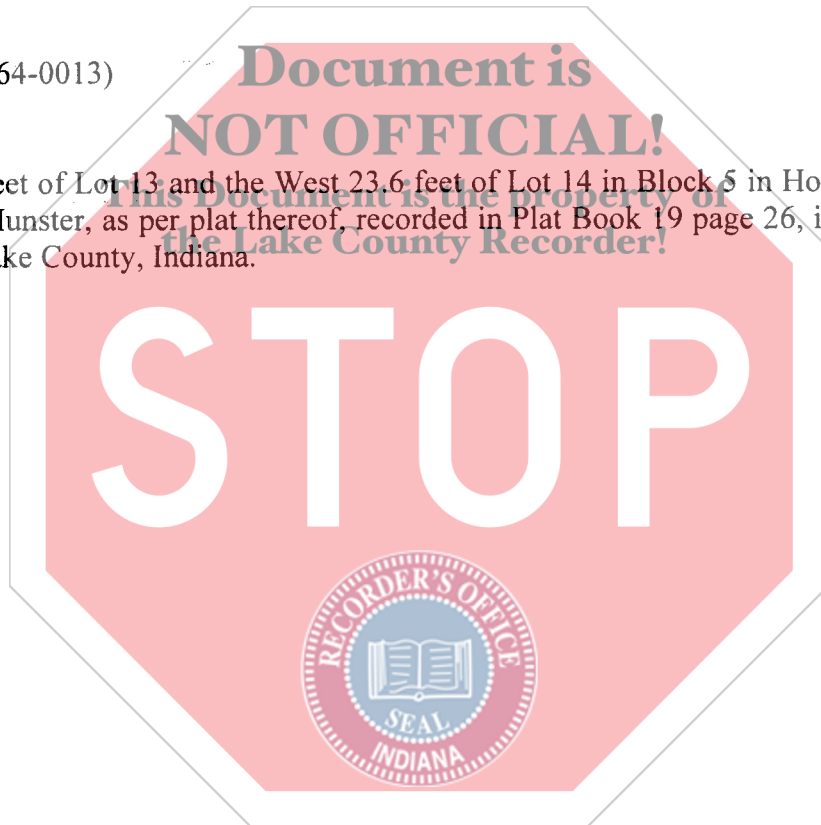 64-0013)
Document is
NOT OFFICIAL!
eet of Lot 13 and the West 23.6 feet of Lot 14 in Block 5 in Ho
This Document is the property of
Munster, as per plat thereof, recorded in Plat Book 19 page 26, i
the Lake County Recorder!
ke County, Indiana.
STOP
RECORDER'S OFFICE
SEAL
INDIANA